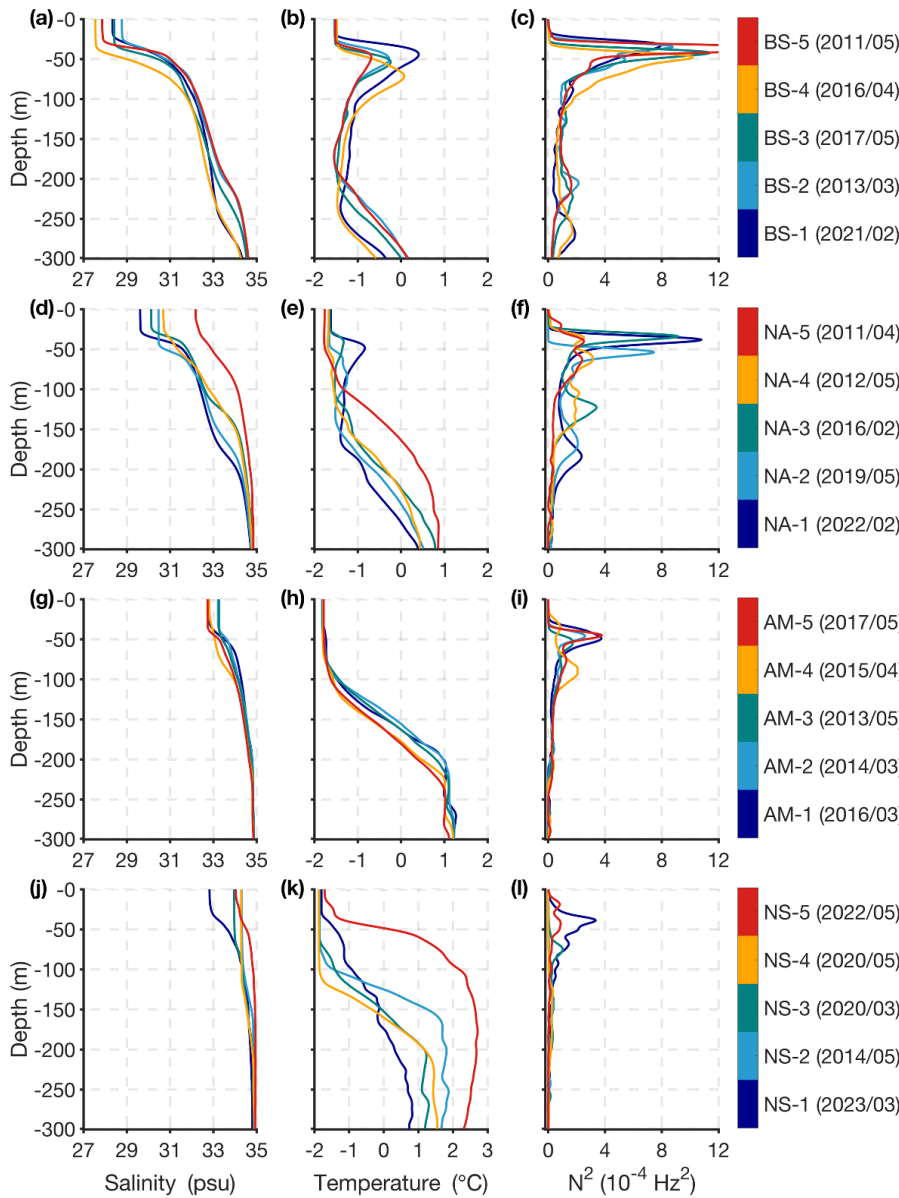 (a) (b) (c)
-0
-50
-100
-150
-200
-250
-300
Depth (m)
27 29 31 33 35
-2 -1 0 1 2
0 4 8 12
BS-5 (2011/05)
BS-4 (2016/04)
BS-3 (2017/05)
BS-2 (2013/03)
BS-1 (2021/02)
(d) (e) (f)
-0
-50
-100
-150
-200
-250
-300
Depth (m)
27 29 31 33 35
-2 -1 0 1 2
0 4 8 12
NA-5 (2011/04)
NA-4 (2012/05)
NA-3 (2016/02)
NA-2 (2019/05)
NA-1 (2022/02)
(g) (h) (i)
-0
-50
-100
-150
-200
-250
-300
Depth (m)
27 29 31 33 35
-2 -1 0 1 2
0 4 8 12
AM-5 (2017/05)
AM-4 (2015/04)
AM-3 (2013/05)
AM-2 (2014/03)
AM-1 (2016/03)
(j) (k) (l)
-0
-50
-100
-150
-200
-250
-300
Depth (m)
27 29 31 33 35
-2 -1 0 1 2 3
0 4 8 12
NS-5 (2022/05)
NS-4 (2020/05)
NS-3 (2020/03)
NS-2 (2014/05)
NS-1 (2023/03)
Salinity (psu)
Temperature (°C)
N² (10⁻⁴ Hz²)